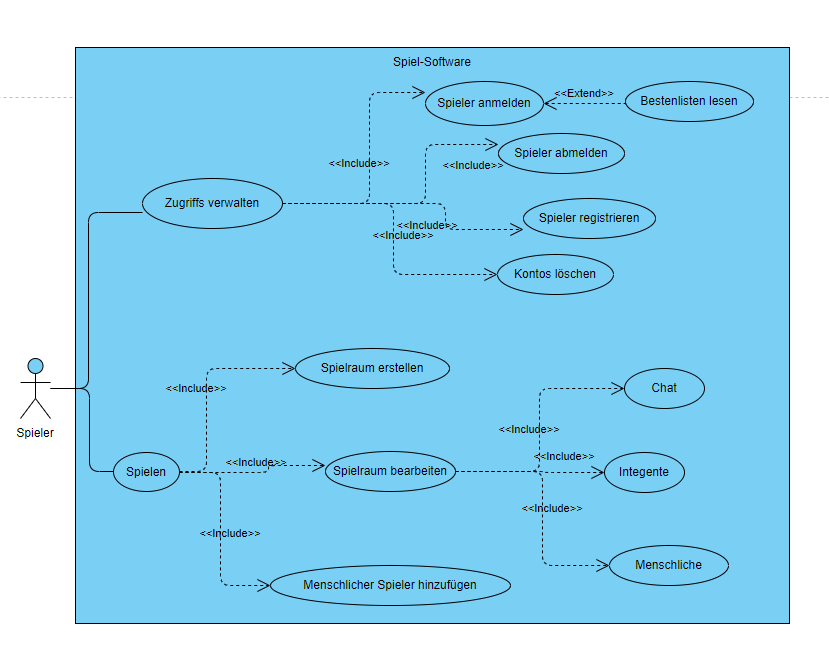 Spiel-Software
Spieler anmelden
<<Extend>>
Bestenlisten lesen
<<Include>>
Spieler abmelden
<<Include>>
Zugriffs verwalten
Spieler registrieren
<<Include>>
<<Include>>
Kontos löschen
Spieler
Spielraum erstellen
<<Include>>
Chat
<<Include>>
Spielen
<<Include>>
Spielraum bearbeiten
<<Include>>
Integente
<<Include>>
<<Include>>
Menschliche
Menschlicher Spieler hinzufügen